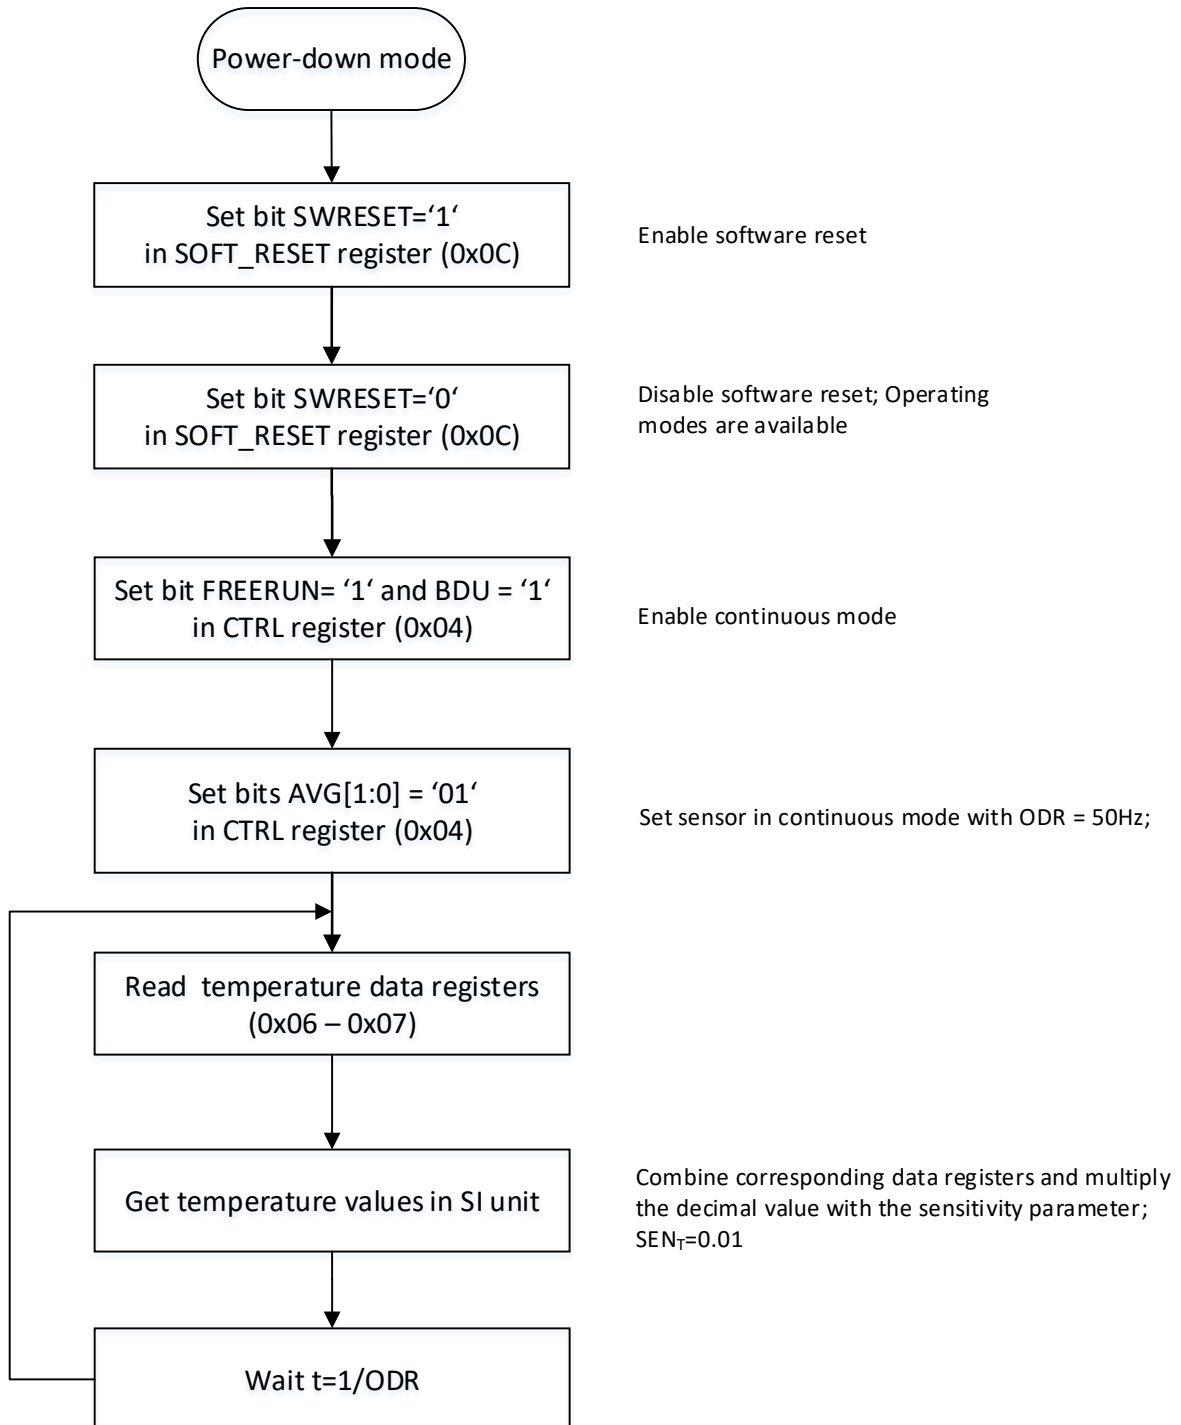 Power-down mode
Set bit SWRESET=‘1‘
in SOFT_RESET register (0x0C)
Enable software reset
Set bit SWRESET=‘0‘
in SOFT_RESET register (0x0C)
Disable software reset; Operating
modes are available
Set bit FREERUN= ‘1‘ and BDU = ‘1‘
in CTRL register (0x04)
Enable continuous mode
Set bits AVG[1:0] = ‘01‘
in CTRL register (0x04)
Set sensor in continuous mode with ODR = 50Hz;
Read  temperature data registers
(0x06 – 0x07)
Get temperature values in SI unit
Combine corresponding data registers and multiply
the decimal value with the sensitivity parameter;
SENT=0.01
Wait t=1/ODR